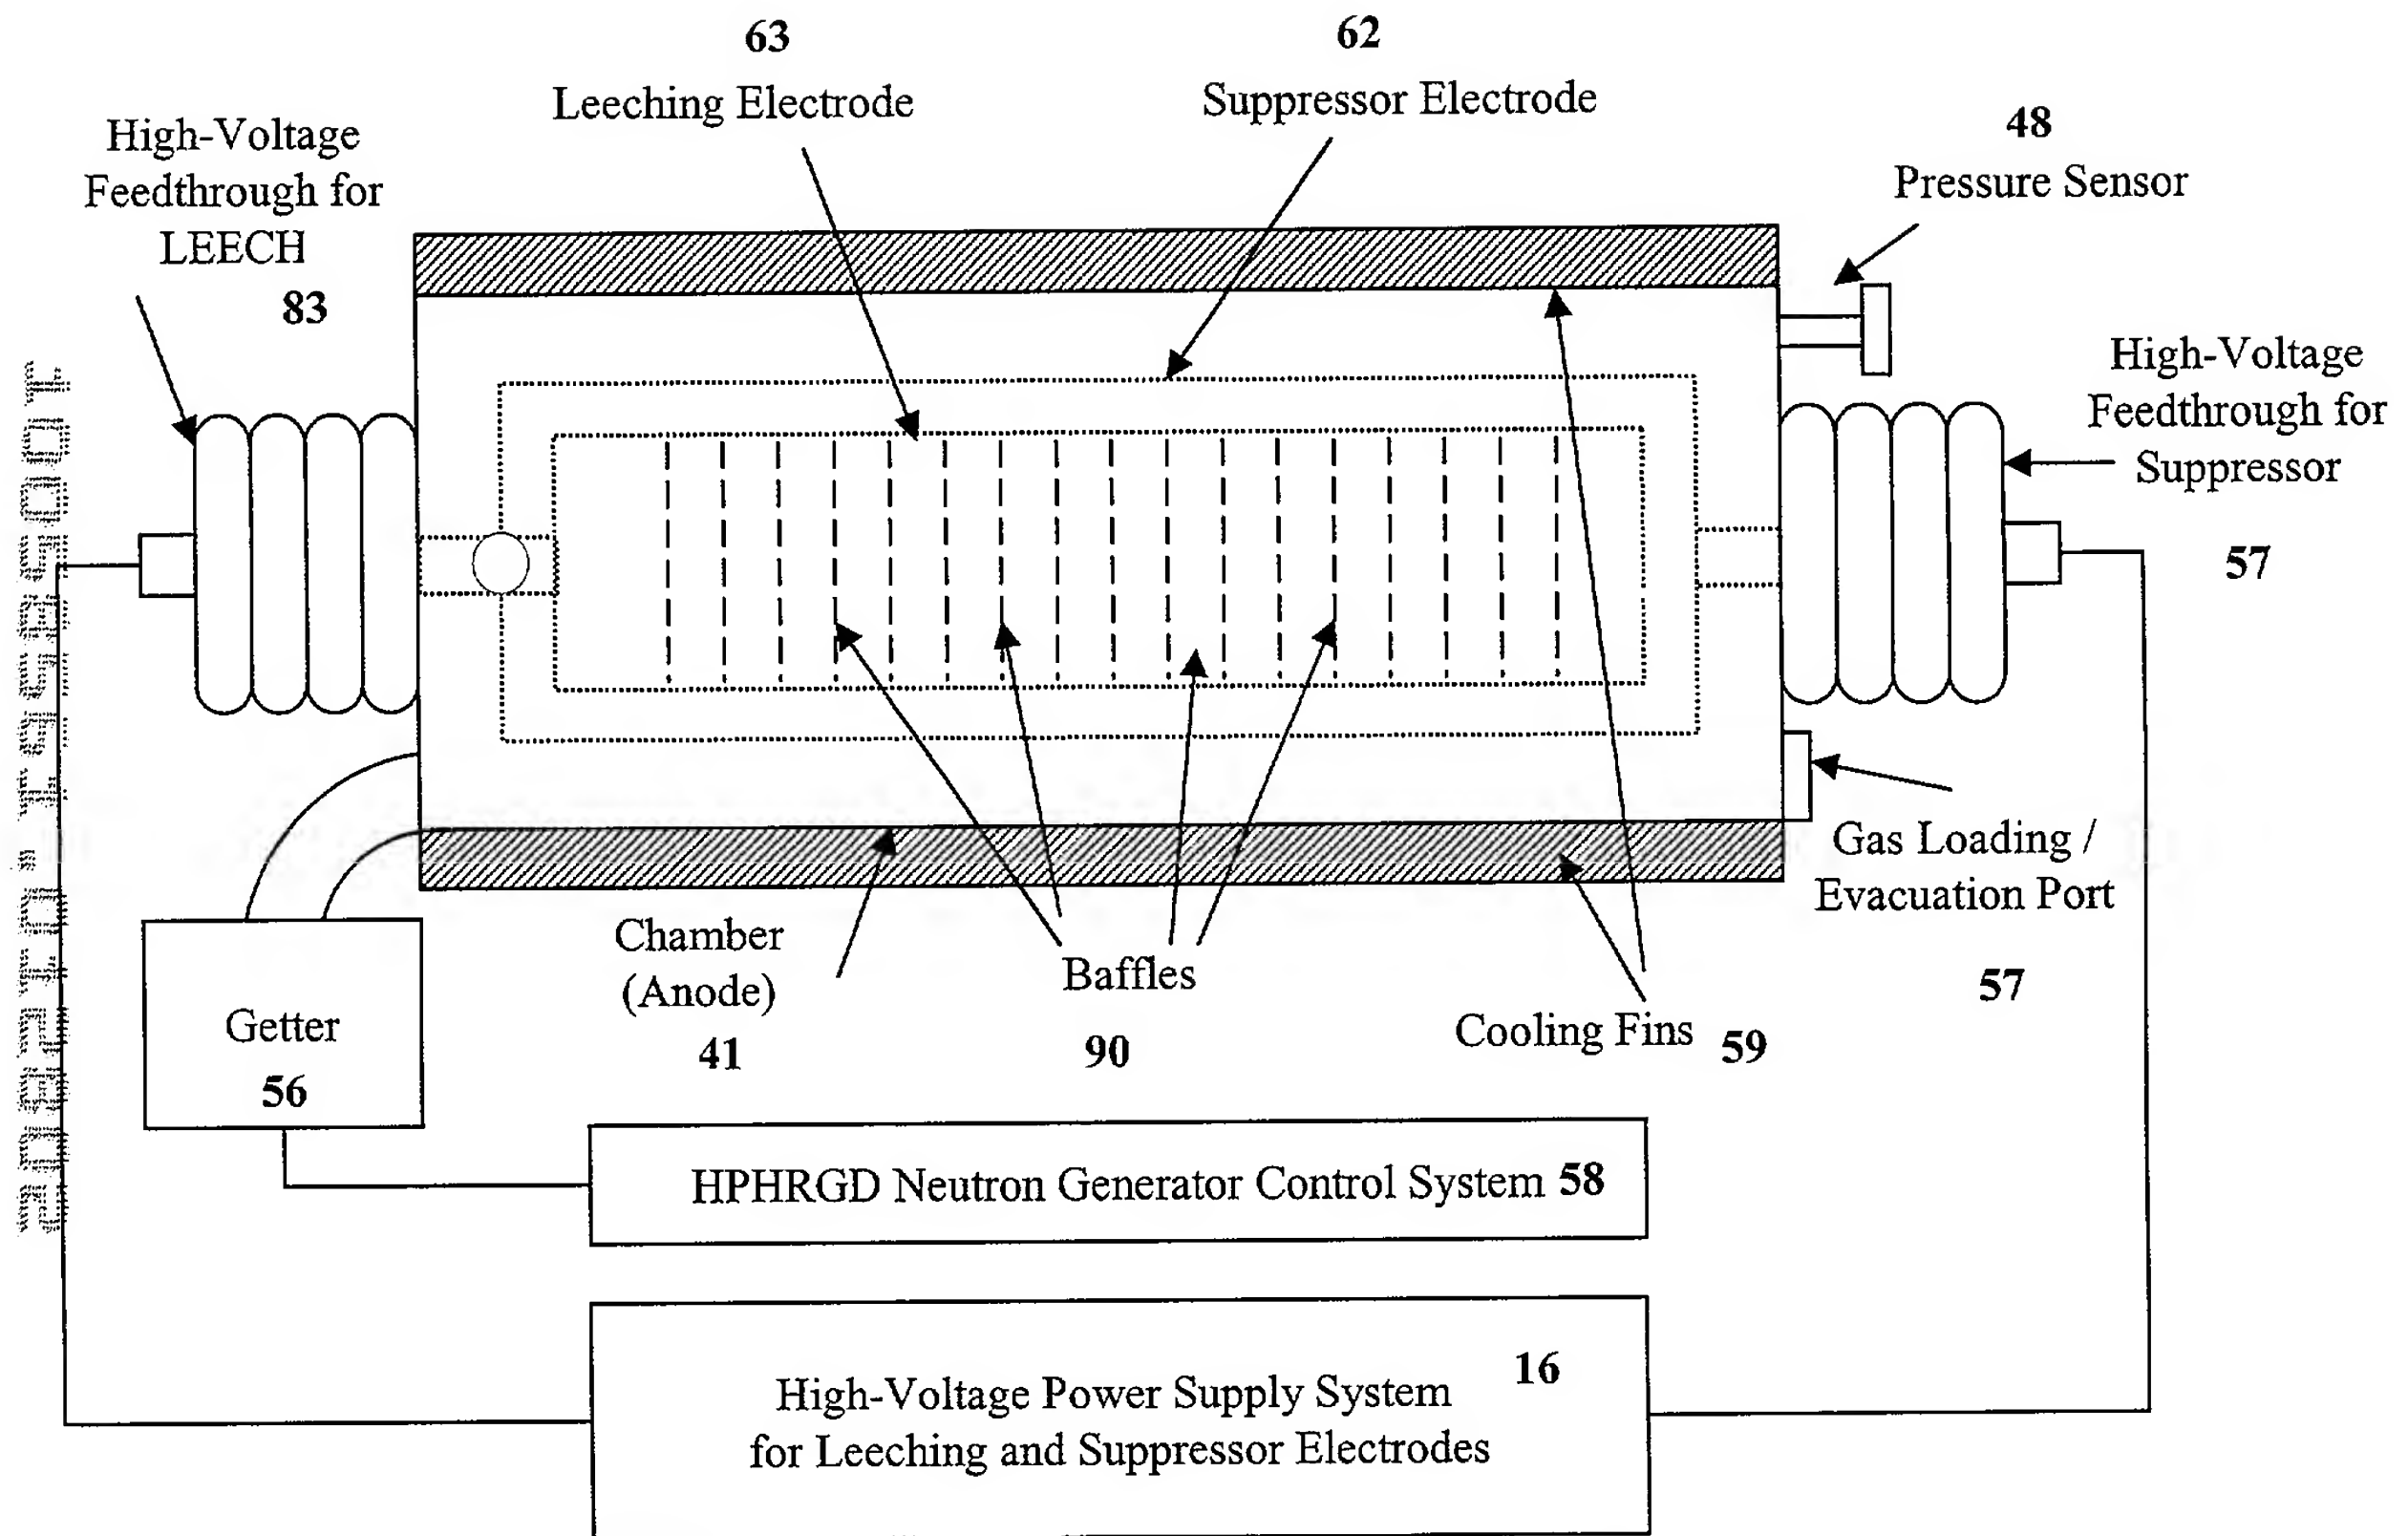 63
Leeching Electrode
62
Suppressor Electrode
48
Pressure Sensor
High-Voltage
Feedthrough for
LEECH
83
High-Voltage
Feedthrough for
Suppressor
57
Gas Loading /
Evacuation Port
57
Chamber
(Anode)
41
Baffles
90
Cooling Fins 59
Getter
56
HPHRGD Neutron Generator Control System 58
16
High-Voltage Power Supply System
for Leeching and Suppressor Electrodes